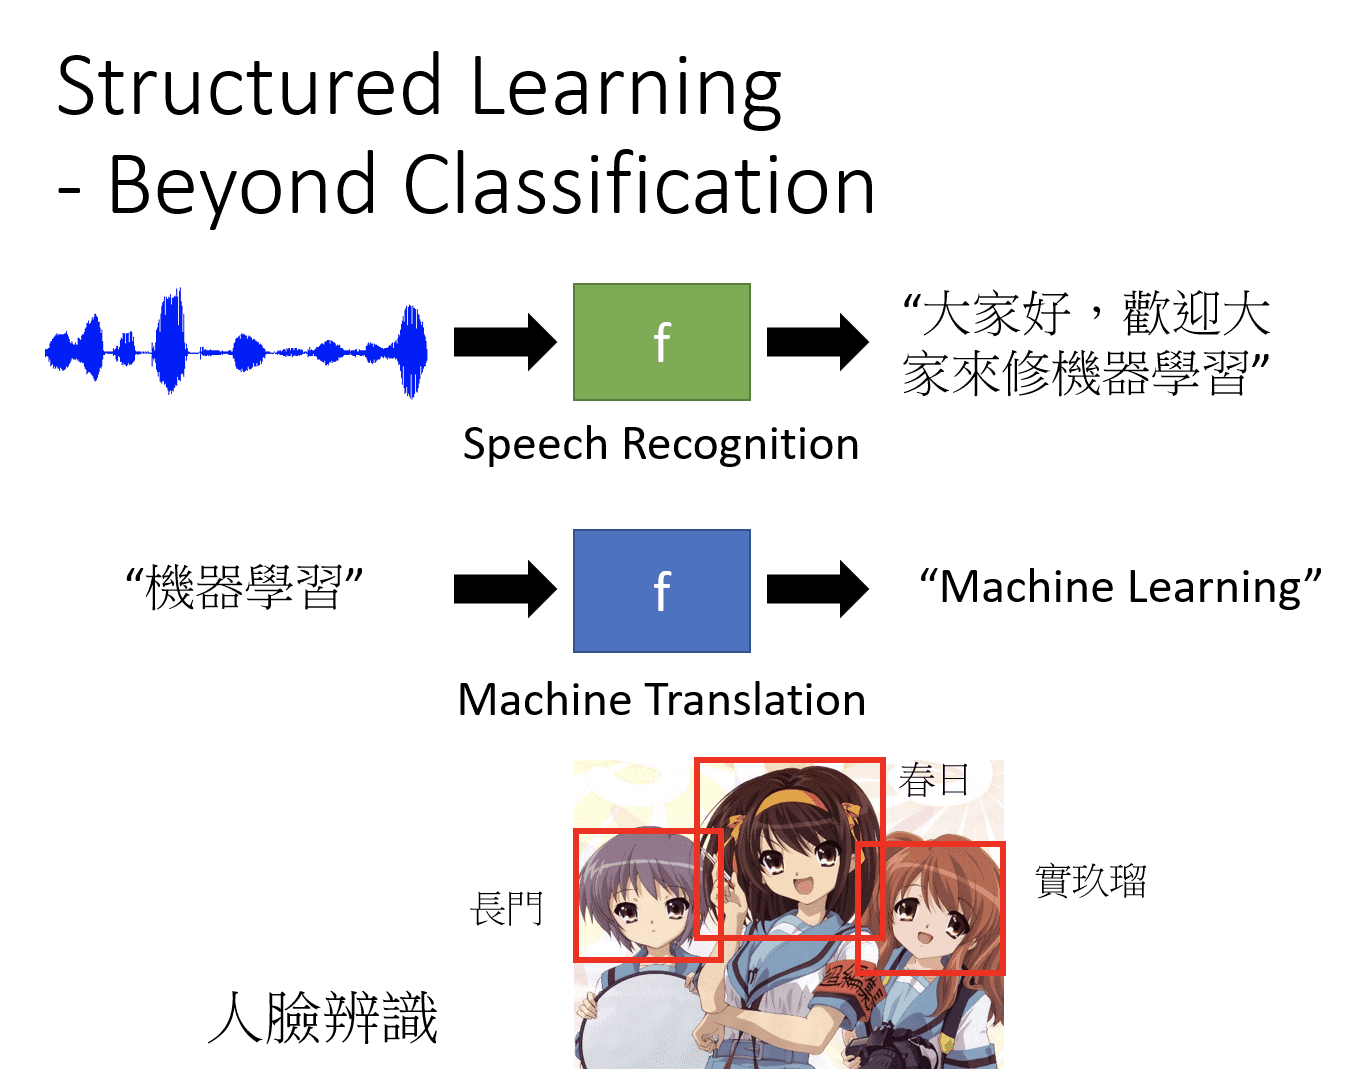 Structured Learning
- Beyond Classification
f
“大家好，歡迎大
家來修機器學習”
Speech Recognition
“機器學習”
f
“Machine Learning”
Machine Translation
春日
實玖瑠
長門
人臉辨識